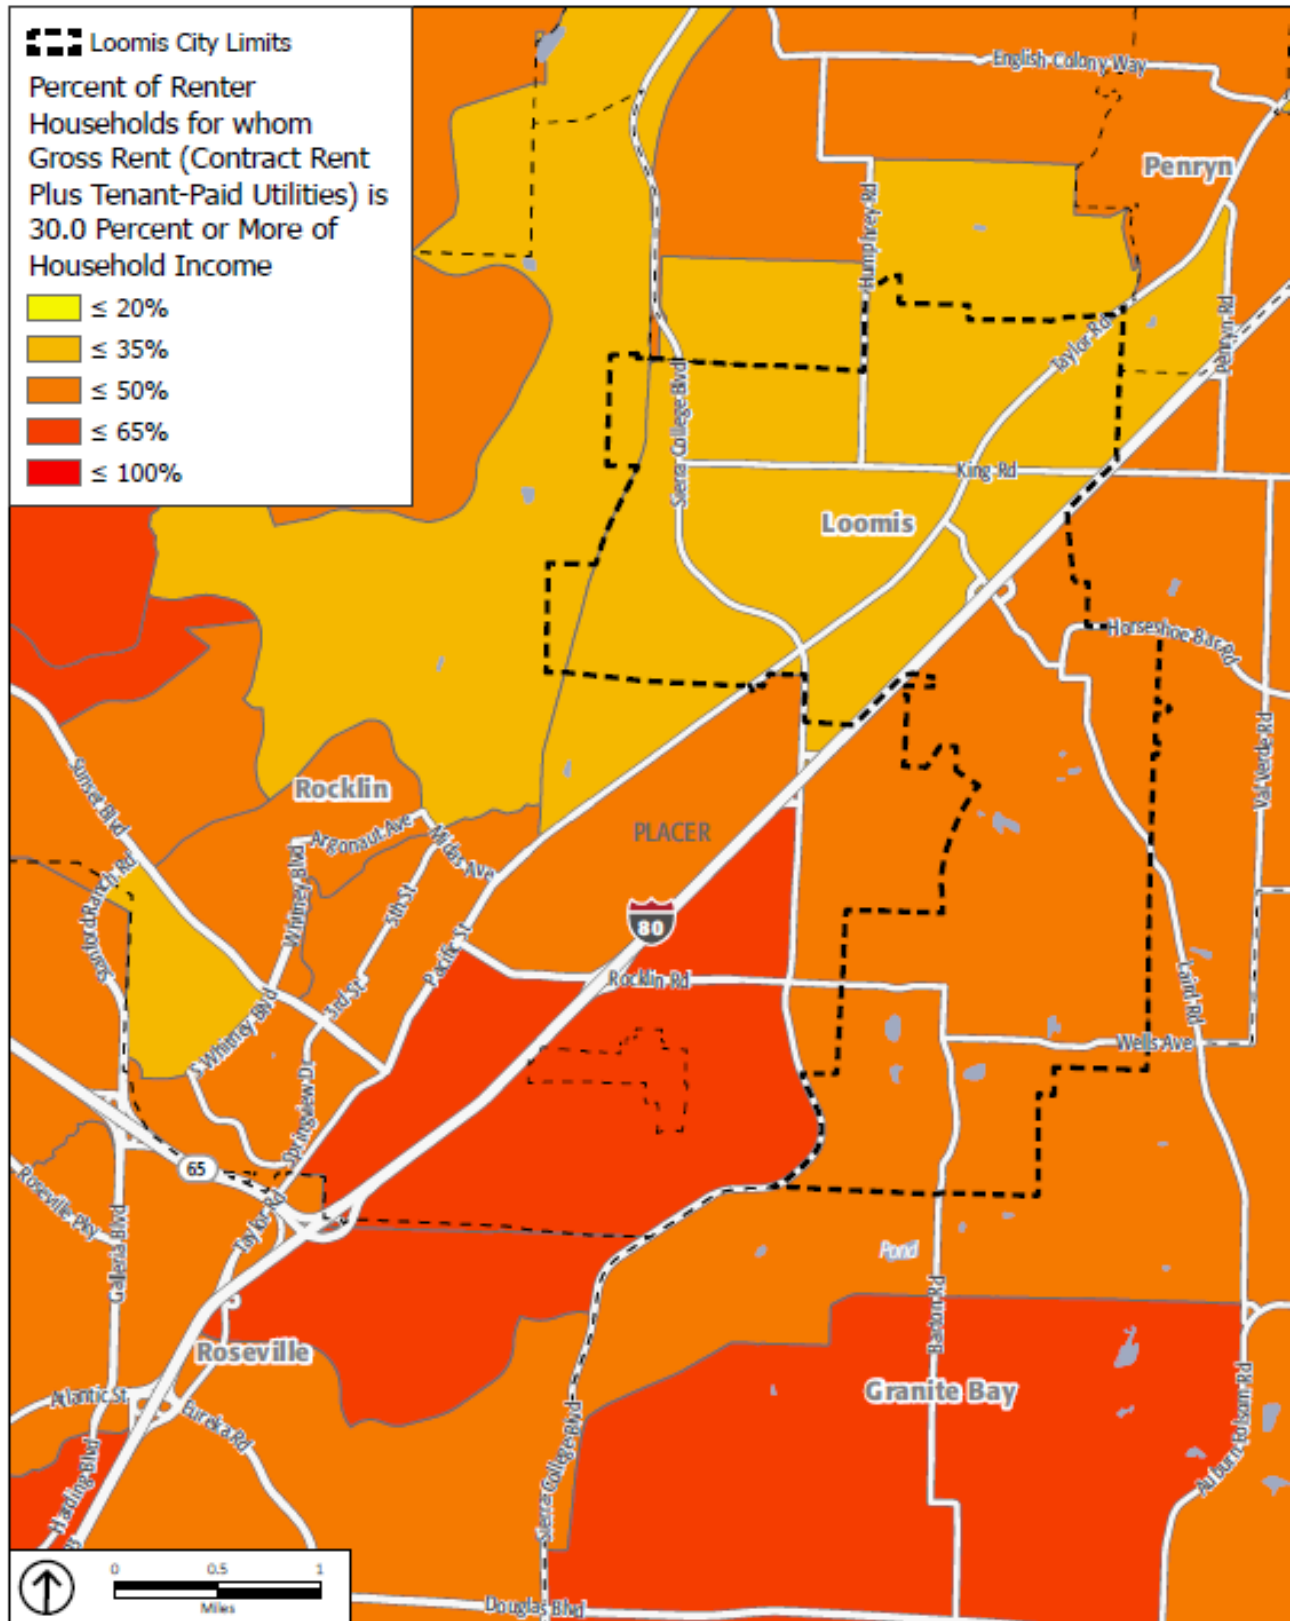 Loomis City Limits
Percent of Renter
Households for whom
Gross Rent (Contract Rent
Plus Tenant-Paid Utilities) is
30.0 Percent or More of
Household Income
≤ 20%
≤ 35%
≤ 50%
≤ 65%
≤ 100%
English Colony Way
Penryn
Humphrey Rd
Penryn Rd
Taylor Rd
Sierra College Blvd
King Rd
Loomis
Horseshoe Bar Rd
Val Verde Rd
Sunset Blvd
Rocklin
Argonaut Ave
Midas Ave
PLACER
Stanford Ranch Rd
Whitney Blvd
5th St
Pacific St
80
Rocklin Rd
3rd St
Laird Rd
S Whitney Blvd
Wells Ave
Springview Dr
65
Roseville Pky
Galleria Blvd
Taylor Rd
Pond
Barton Rd
Roseville
Granite Bay
Atlantic St
Eureka Rd
Auburn Folsom Rd
Harding Blvd
Sierra College Blvd
0 0.5 1
Miles
Douglas Blvd